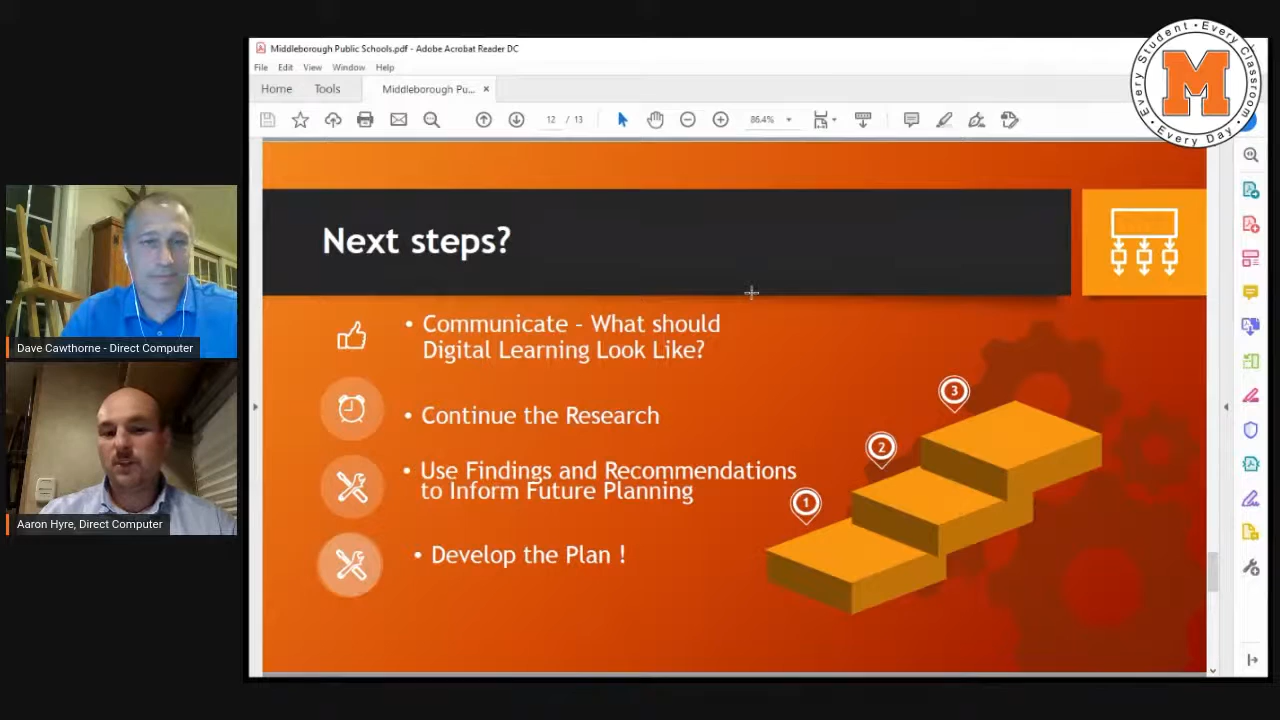 Middleborough Public Schools.pdf - Adobe Acrobat Reader DC
File Edit View Window Help
Home Tools Middleborough Pu... ×
12 / 13 86.4%
Every Student • Every Classroom • Every Day •
M
Next steps?
• Communicate - What should
Digital Learning Look Like?
• Continue the Research
• Use Findings and Recommendations
to Inform Future Planning
• Develop the Plan !
1
2
3
Dave Cawthorne - Direct Computer
Aaron Hyre, Direct Computer